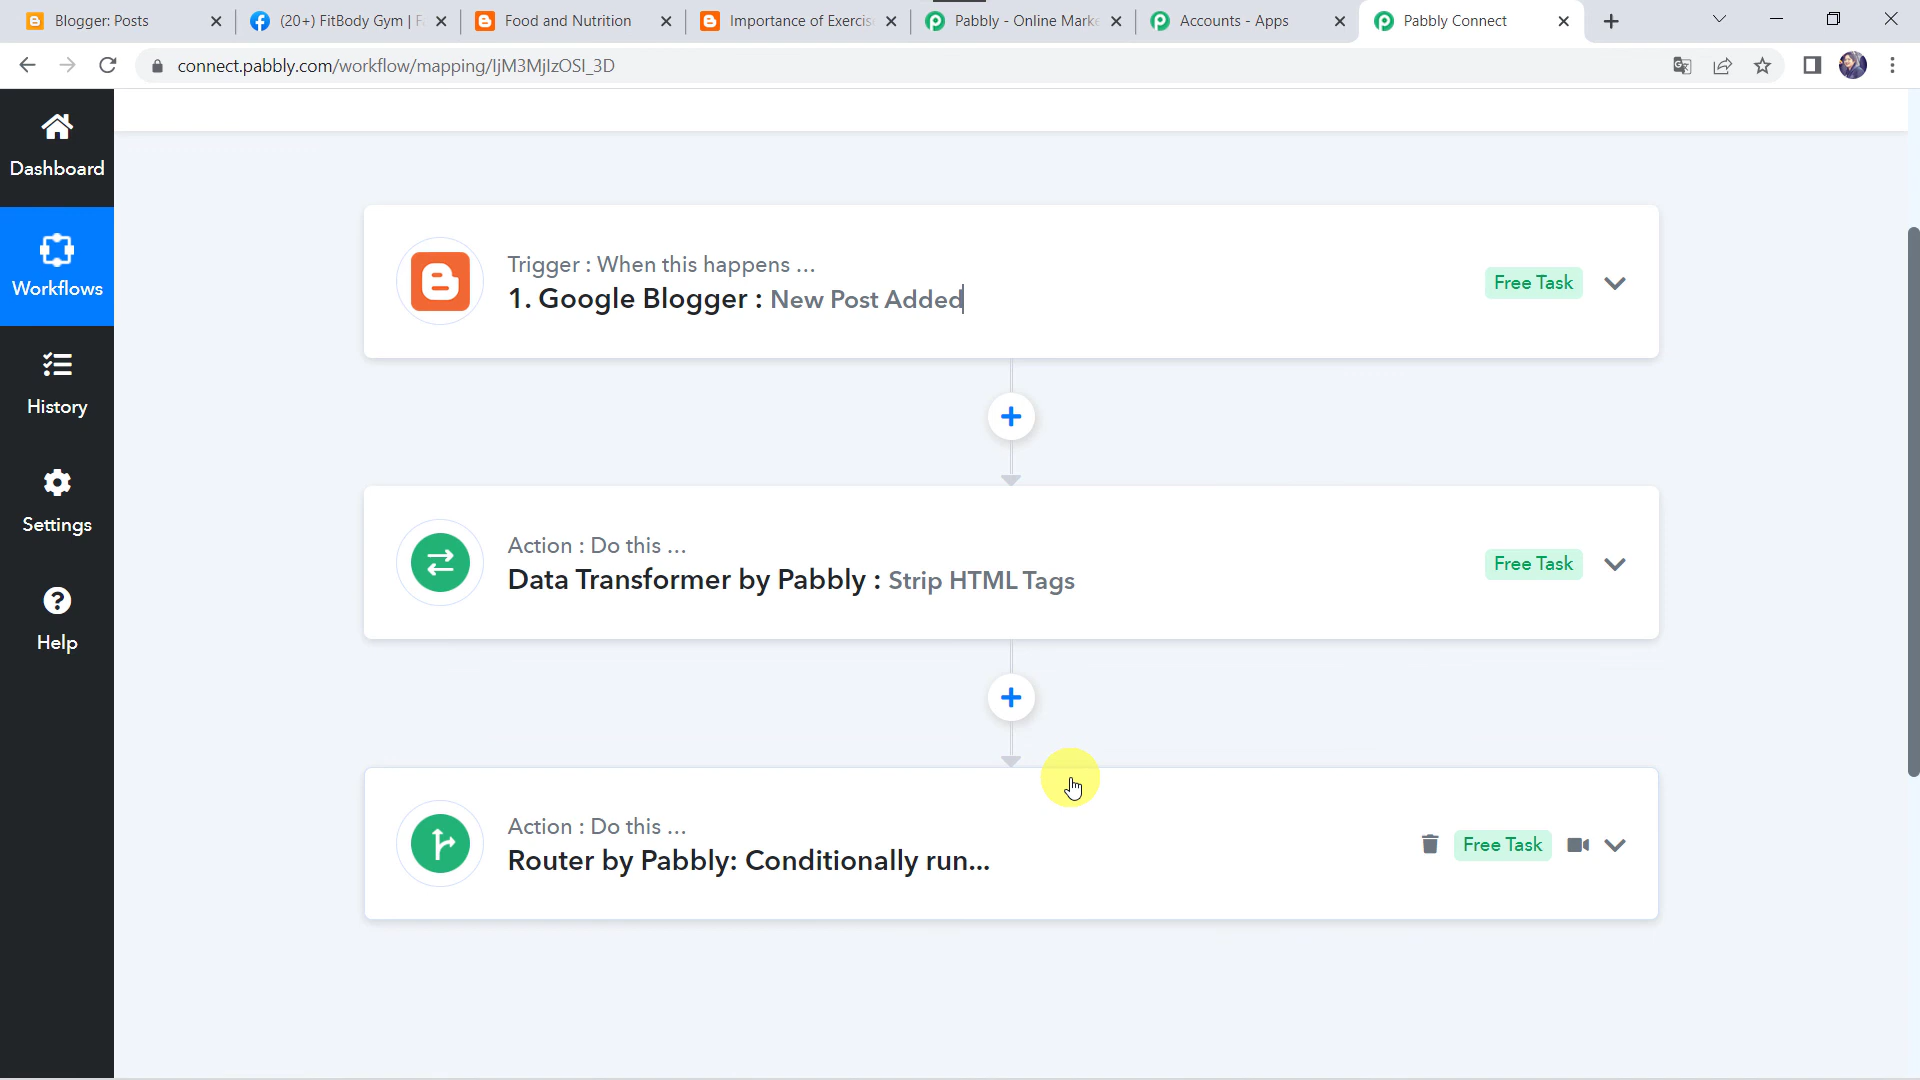 Blogger: Posts
(20+) FitBody Gym | Fa
Food and Nutrition
Importance of Exercis
Pabbly - Online Marke
Accounts - Apps
Pabbly Connect
connect.pabbly.com/workflow/mapping/IjM3MjIzOSI_3D
Dashboard
Workflows
History
Settings
Help
Trigger : When this happens ...
1. Google Blogger : New Post Added
Free Task
Action : Do this ...
Data Transformer by Pabbly : Strip HTML Tags
Free Task
Action : Do this ...
Router by Pabbly: Conditionally run...
Free Task